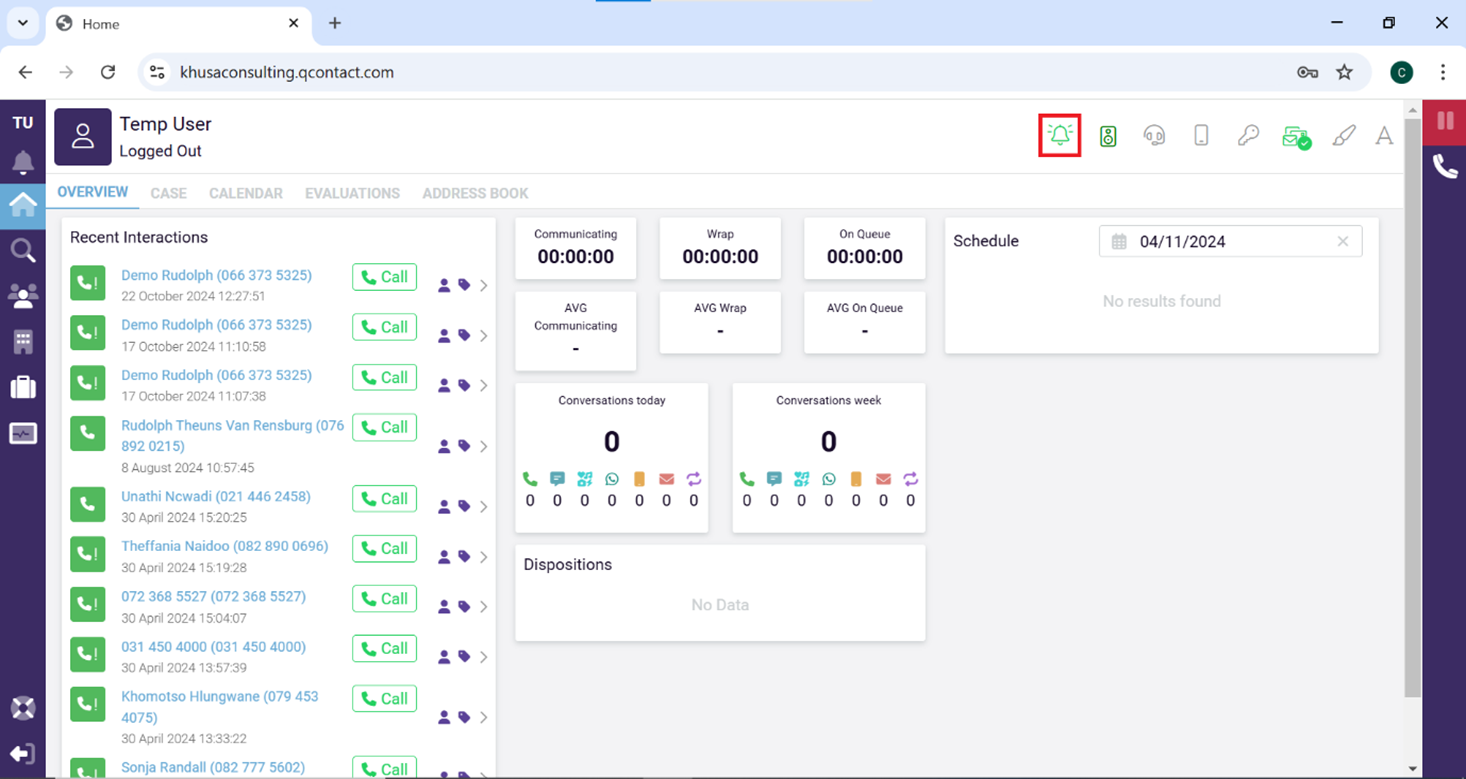 Home
khusaconsulting.qcontact.com
C
TU
Temp User
Logged Out
A
OVERVIEW CASE CALENDAR EVALUATIONS ADDRESS BOOK
Recent Interactions
Demo Rudolph (066 373 5325)
22 October 2024 12:27:51
Call
Demo Rudolph (066 373 5325)
17 October 2024 11:10:58
Call
Demo Rudolph (066 373 5325)
17 October 2024 11:07:38
Call
Rudolph Theuns Van Rensburg (076
892 0215)
8 August 2024 10:57:45
Call
Unathi Ncwadi (021 446 2458)
30 April 2024 15:20:25
Call
Theffania Naidoo (082 890 0696)
30 April 2024 15:19:28
Call
072 368 5527 (072 368 5527)
30 April 2024 15:04:07
Call
031 450 4000 (031 450 4000)
30 April 2024 13:57:39
Call
Khomotso Hlungwane (079 453
4075)
30 April 2024 13:33:22
Call
Sonja Randall (082 777 5602)
Call
Communicating
00:00:00
Wrap
00:00:00
On Queue
00:00:00
AVG
Communicating
-
AVG Wrap
-
AVG On Queue
-
Conversations today
0
0 0 0 0 0 0 0
Conversations week
0
0 0 0 0 0 0 0
Dispositions
No Data
Schedule
04/11/2024
No results found